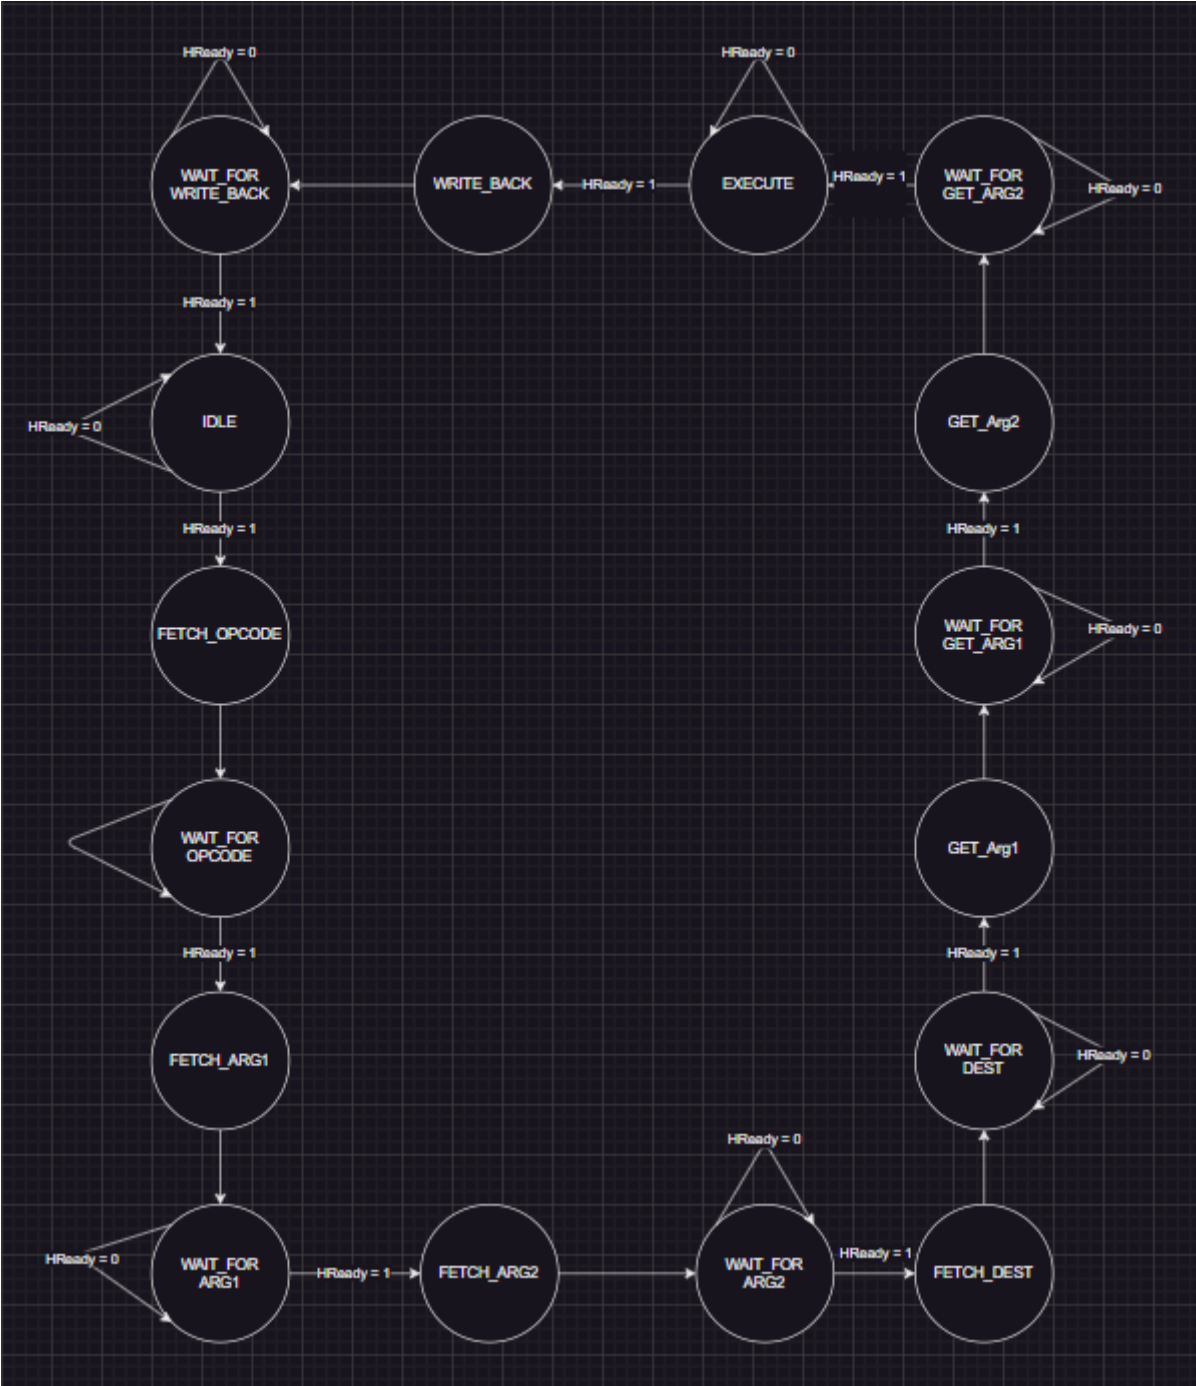 HReady = 0
HReady = 0
WAIT_FOR
WRITE_BACK
WRITE_BACK
HReady = 1
EXECUTE
HReady = 1
WAIT_FOR
GET_ARG2
HReady = 0
HReady = 1
IDLE
HReady = 0
GET_Arg2
HReady = 1
HReady = 1
FETCH_OPCODE
WAIT_FOR
GET_ARG1
HReady = 0
WAIT_FOR
OPCODE
GET_Arg1
HReady = 1
HReady = 1
FETCH_ARG1
WAIT_FOR
DEST
HReady = 0
HReady = 0
HReady = 0
WAIT_FOR
ARG1
HReady = 1
FETCH_ARG2
WAIT_FOR
ARG2
HReady = 1
FETCH_DEST